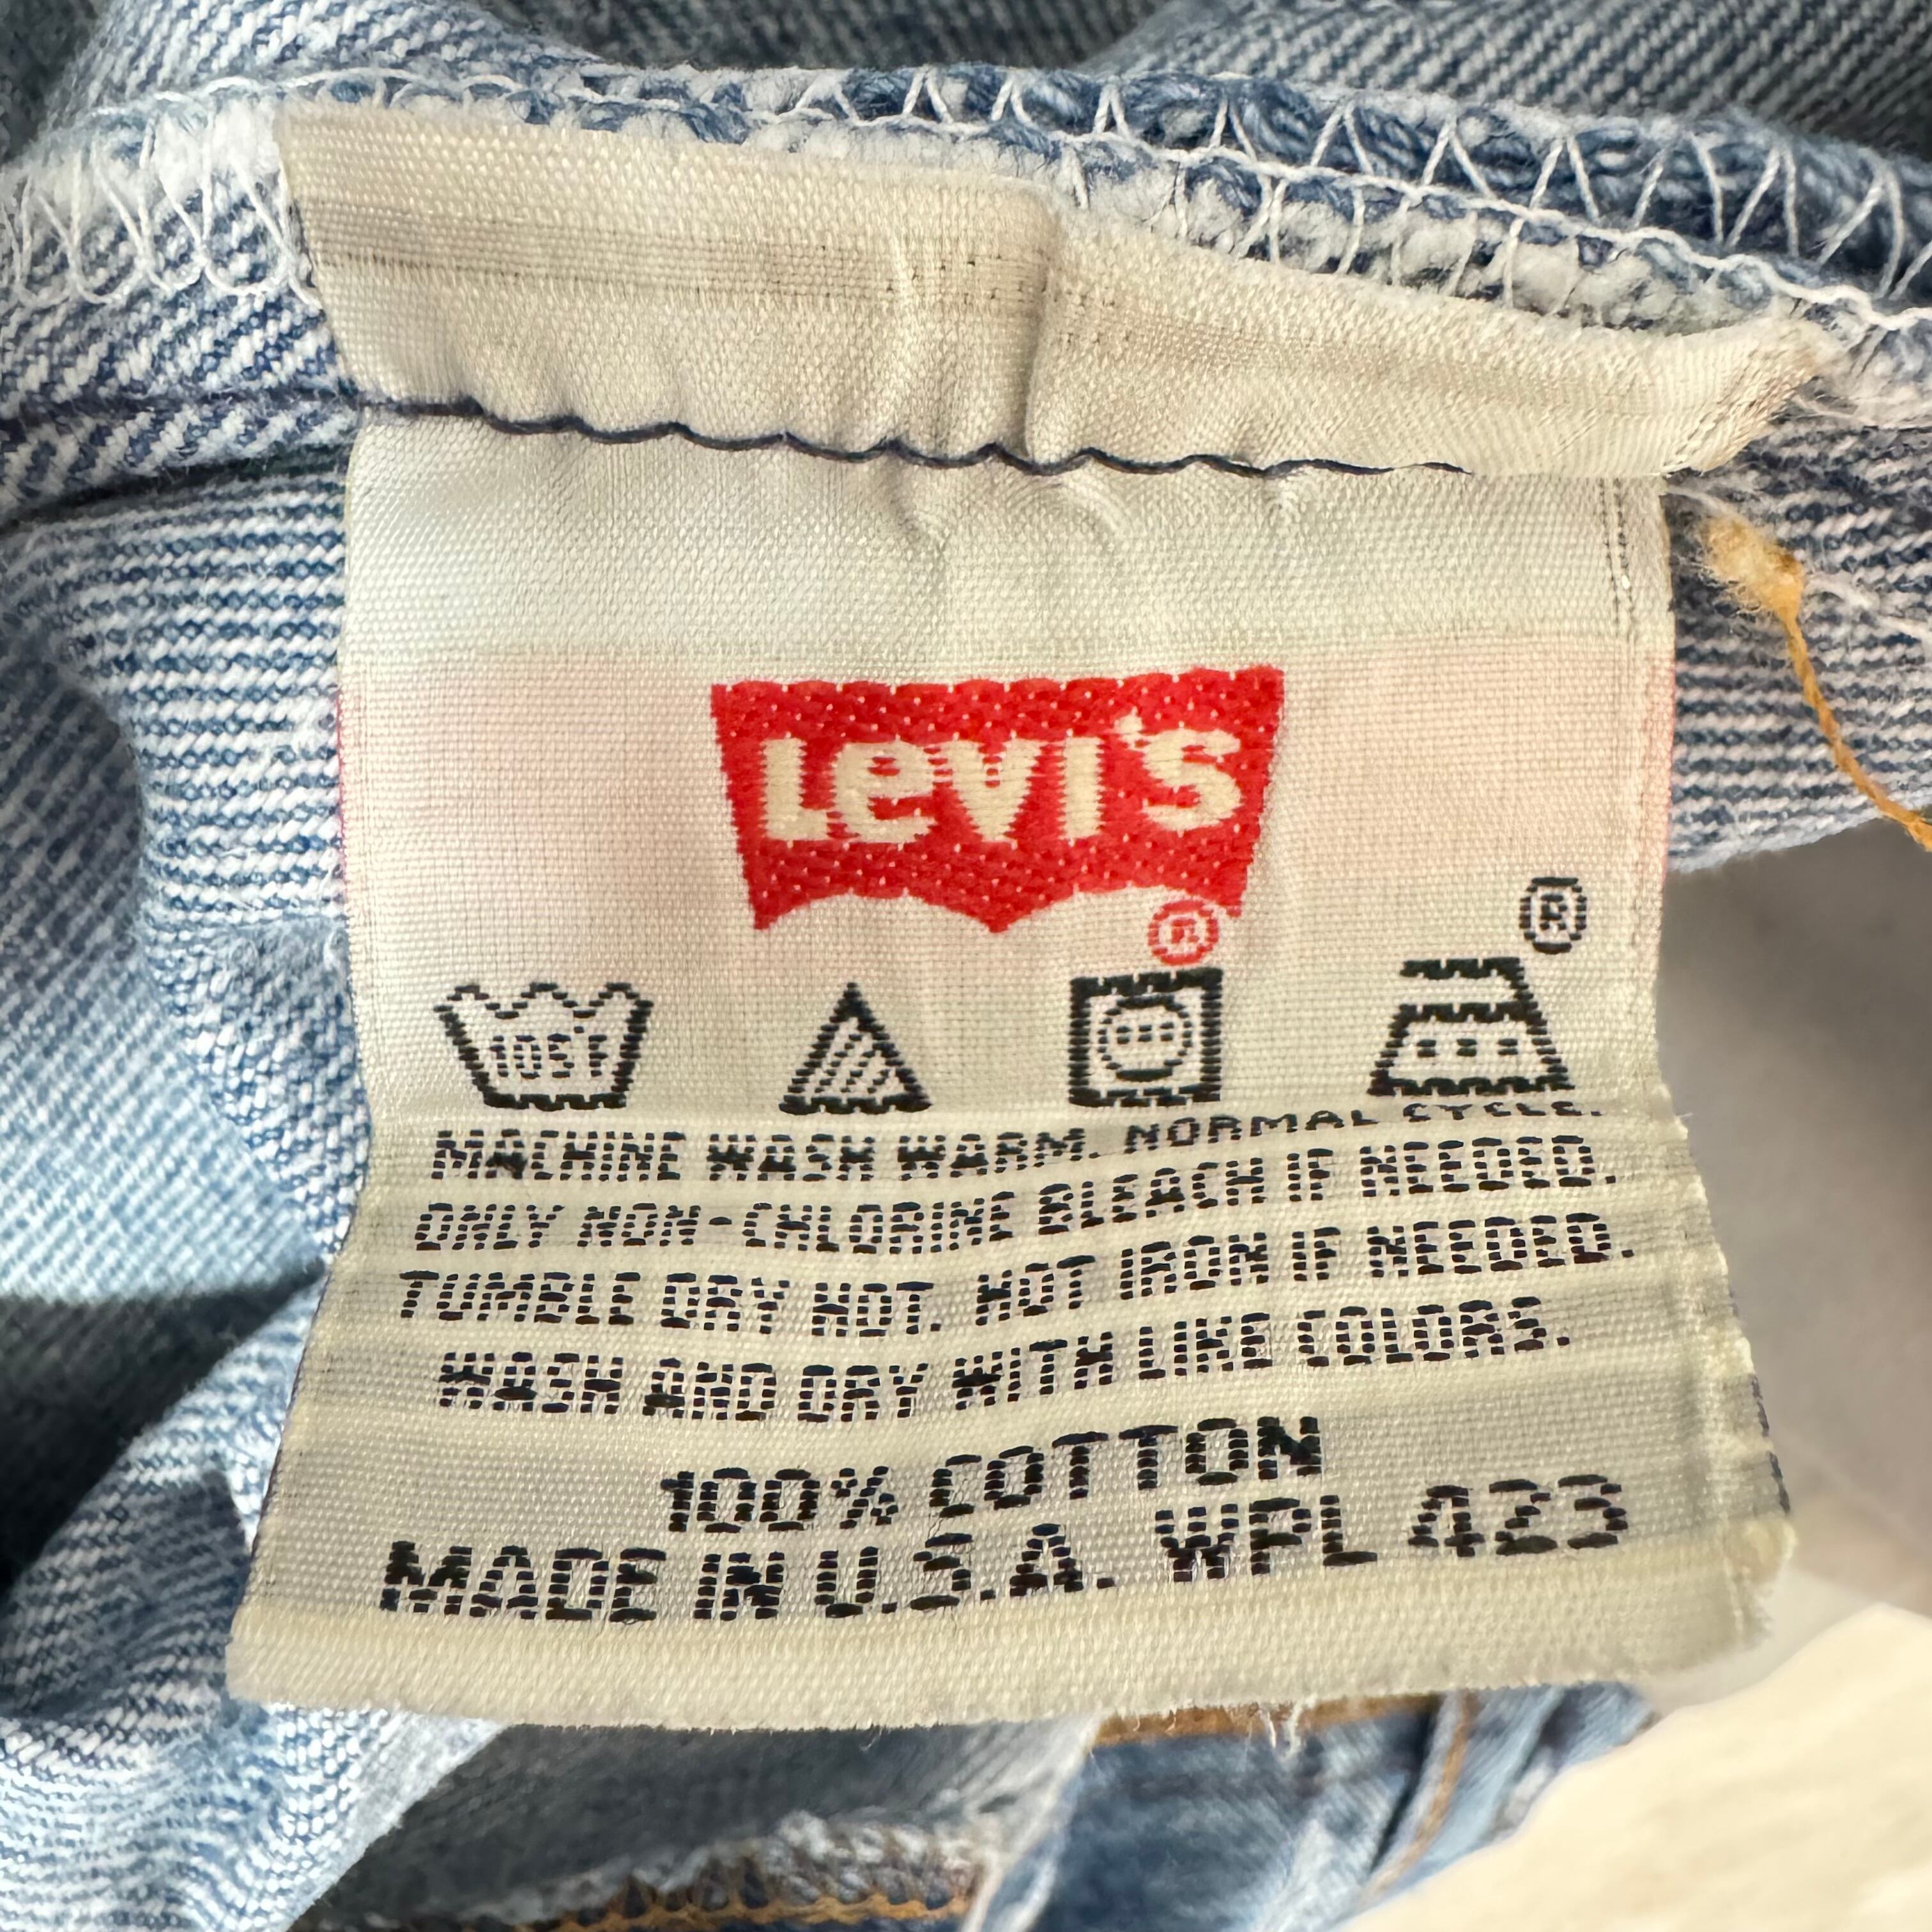 LEVI'S
®
®
105°F
MACHINE WASH WARM. NORMAL CYCLE.
ONLY NON-CHLORINE BLEACH IF NEEDED.
TUMBLE DRY HOT. HOT IRON IF NEEDED.
WASH AND DRY WITH LIKE COLORS.
100% COTTON
MADE IN U.S.A. WPL 423